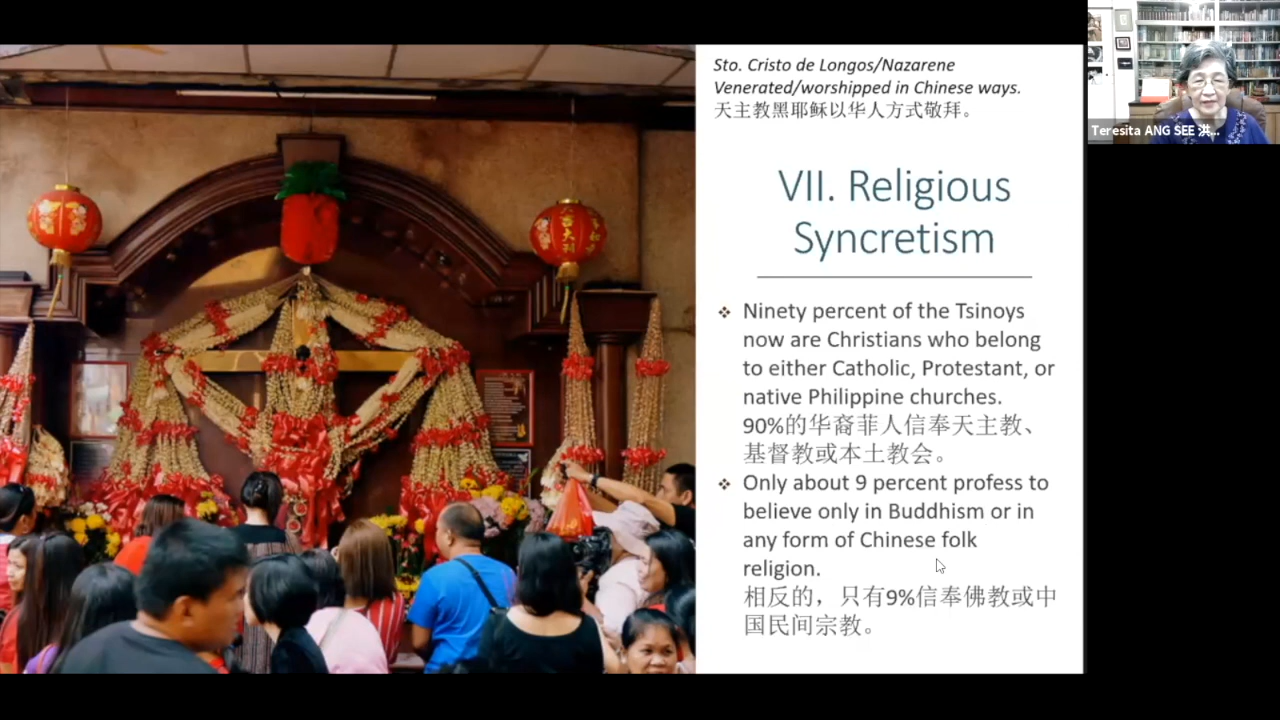 Sto. Cristo de Longos/Nazarene
Venerated/worshipped in Chinese ways.
天主教黑耶稣以华人方式敬拜。
VII. Religious
Syncretism
❖ Ninety percent of the Tsinoys
now are Christians who belong
to either Catholic, Protestant, or
native Philippine churches.
90%的华裔菲人信奉天主教、
基督教或本土教会。
❖ Only about 9 percent profess to
believe only in Buddhism or in
any form of Chinese folk
religion.
相反的，只有9%信奉佛教或中
国民间宗教。
Teresita ANG SEE 洪...